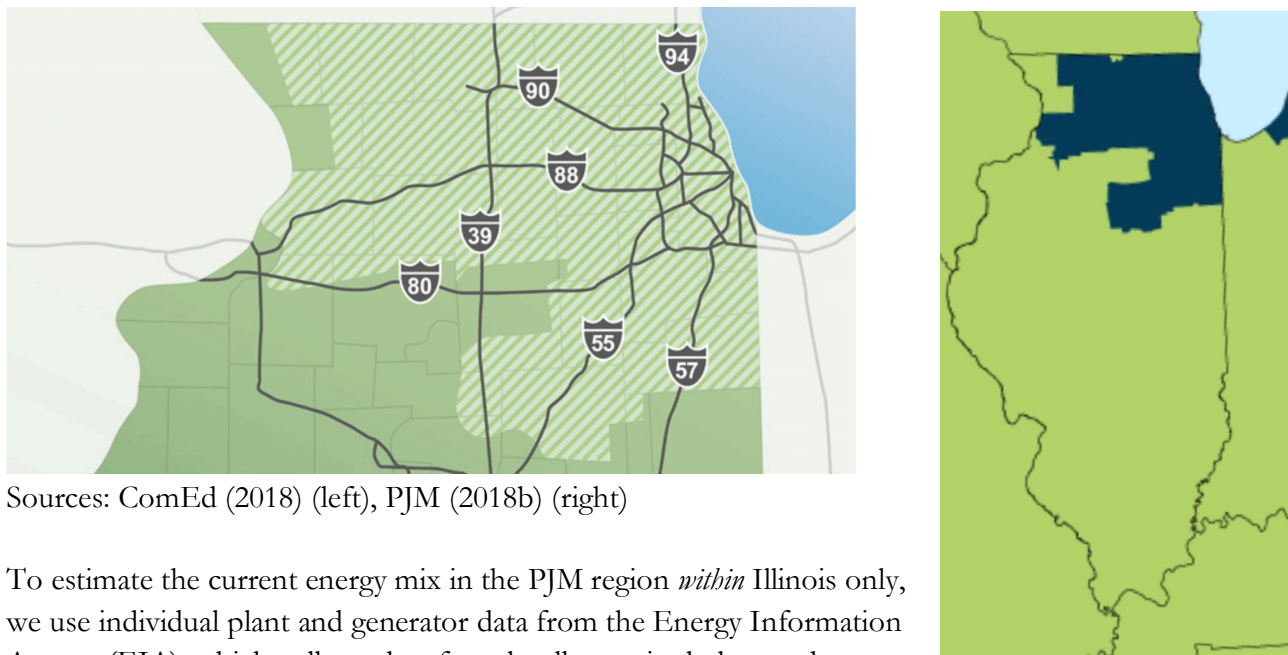 94
90
88
39
80
55
57
Sources: ComEd (2018) (left), PJM (2018b) (right)
To estimate the current energy mix in the PJM region within Illinois only,
we use individual plant and generator data from the Energy Information